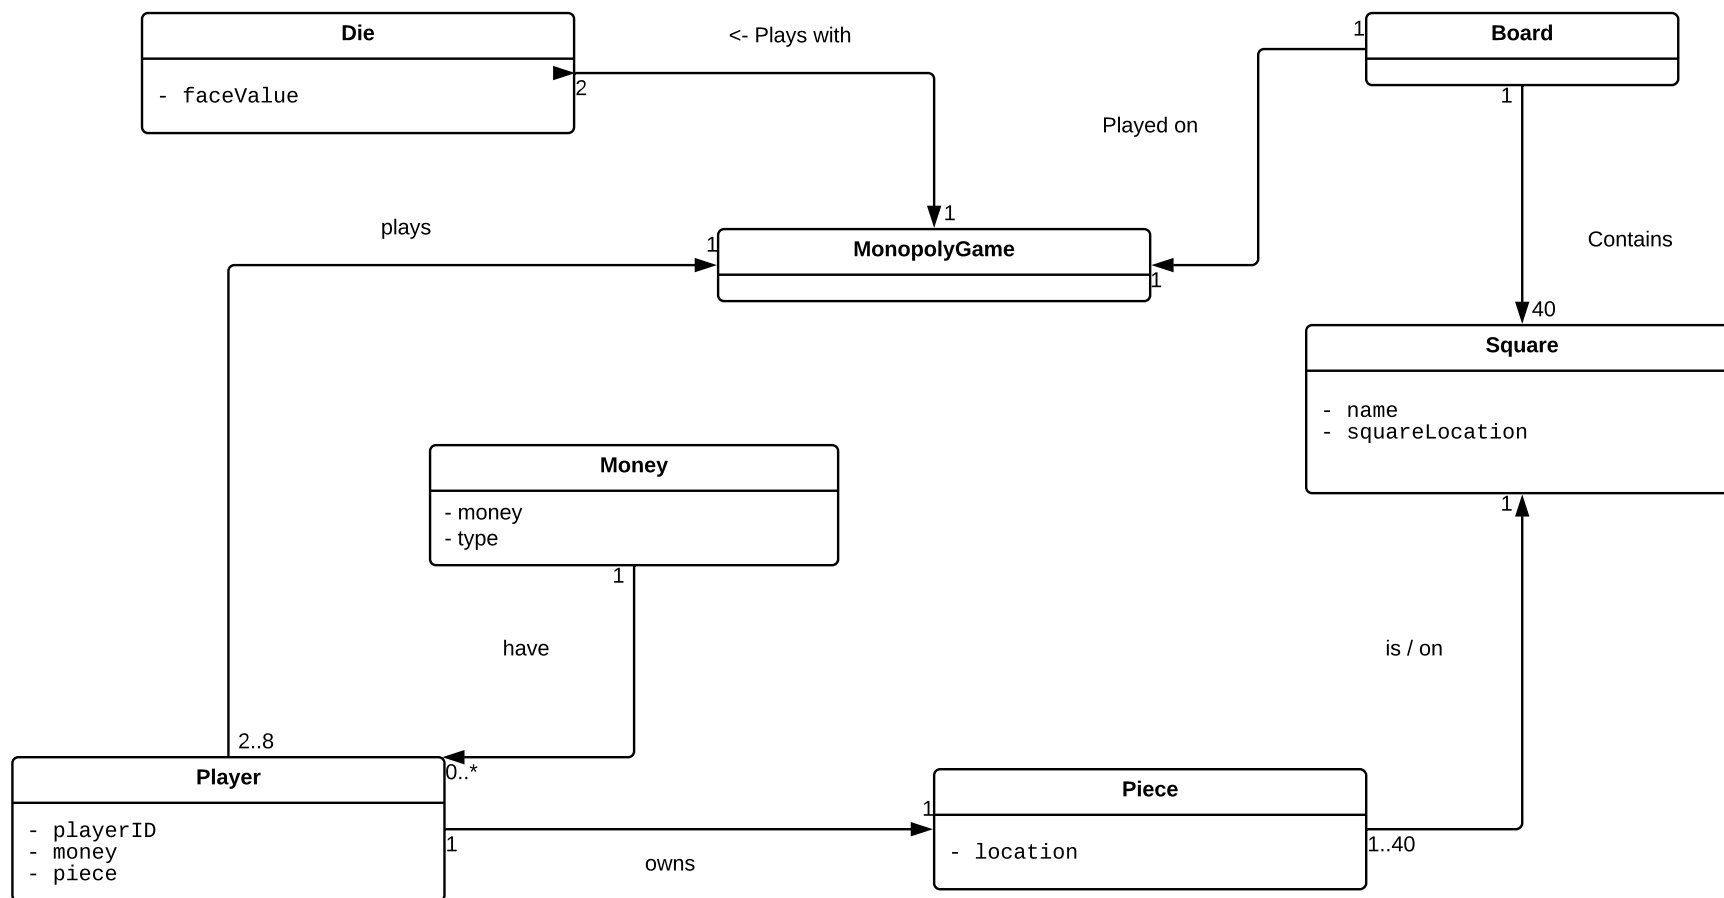 Die
- faceValue
<- Plays with
2
1
Board
1
1
Played on
Contains
plays
1
MonopolyGame
1
40
Square
- name
- squareLocation
1
Money
- money
- type
1
have
is / on
2..8
0..*
Player
- playerID
- money
- piece
1
owns
1
Piece
- location
1..40